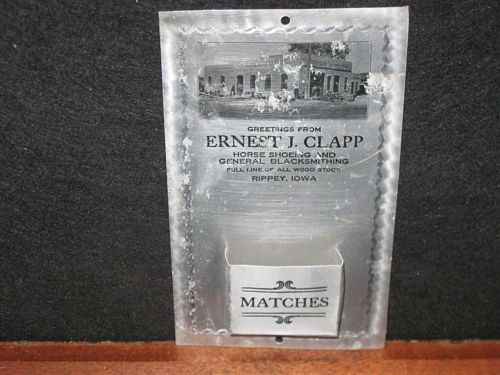 GREETINGS FROM
ERNEST J. CLAPP
HORSE SHOEING AND
GENERAL BLACKSMITHING
FULL LINE OF ALL WOOD STOCK
RIPPEY, IOWA
MATCHES